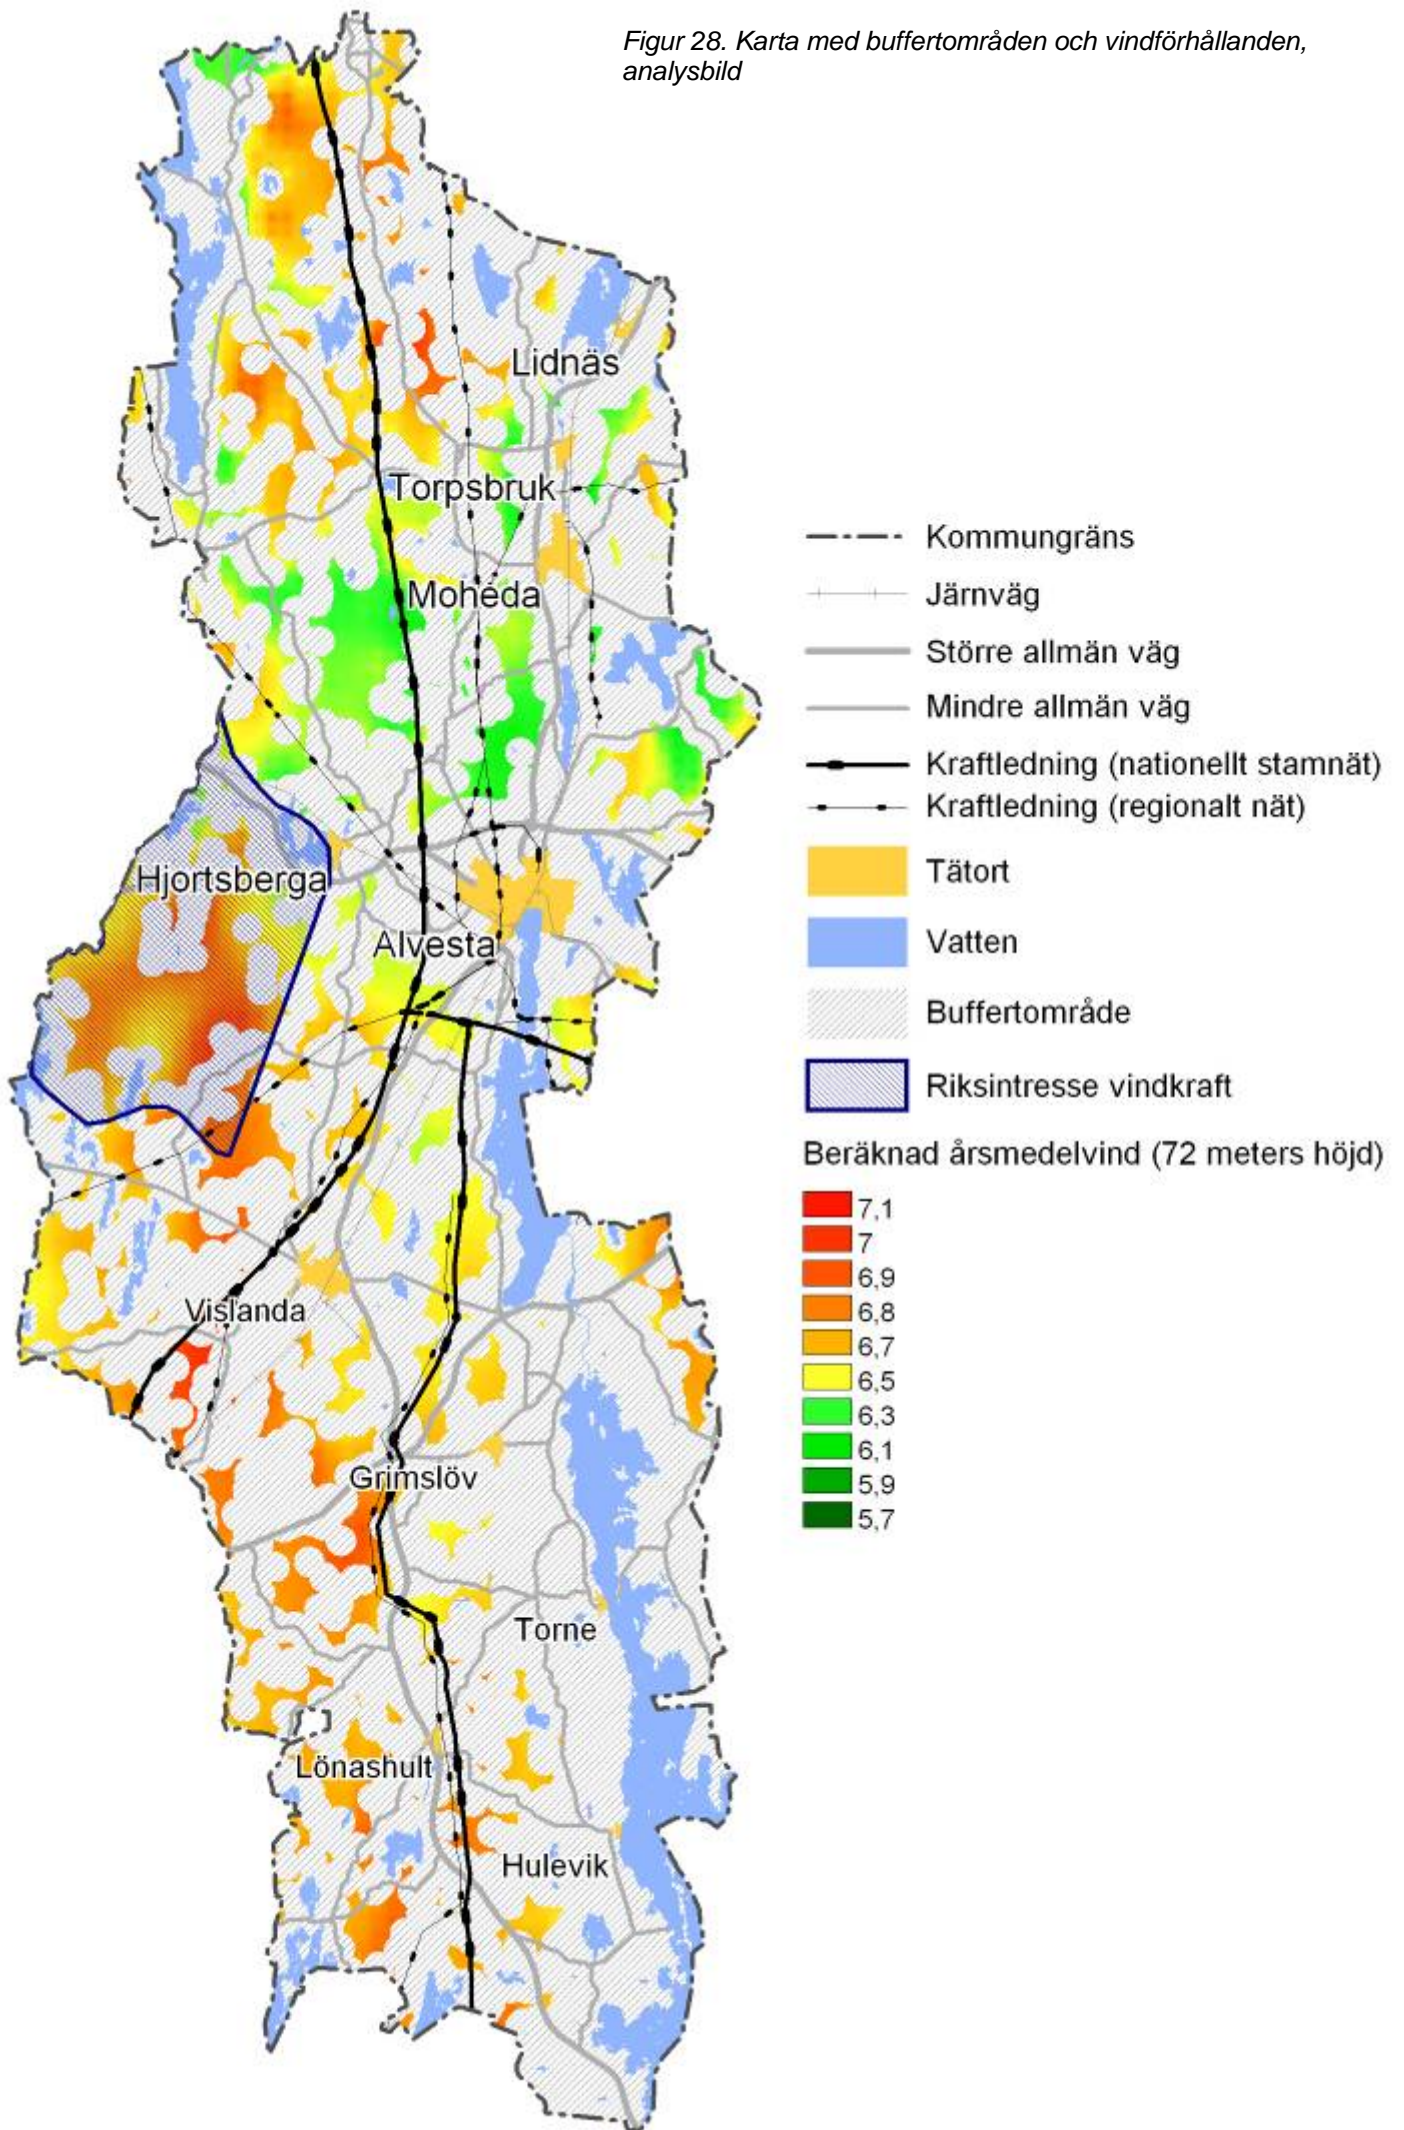 Figur 28. Karta med buffertområden och vindförhållanden,
analysbild
Lidnäs
Torpsbruk
Moheda
Hjortsberga
Alvesta
Vislanda
Grimslöv
Torne
Lönashult
Hulevik
Kommungräns
Järnväg
Större allmän väg
Mindre allmän väg
Kraftledning (nationellt stamnät)
Kraftledning (regionalt nät)
Tätort
Vatten
Buffertområde
Riksintresse vindkraft
Beräknad årsmedelvind (72 meters höjd)
7,1
7
6,9
6,8
6,7
6,5
6,3
6,1
5,9
5,7